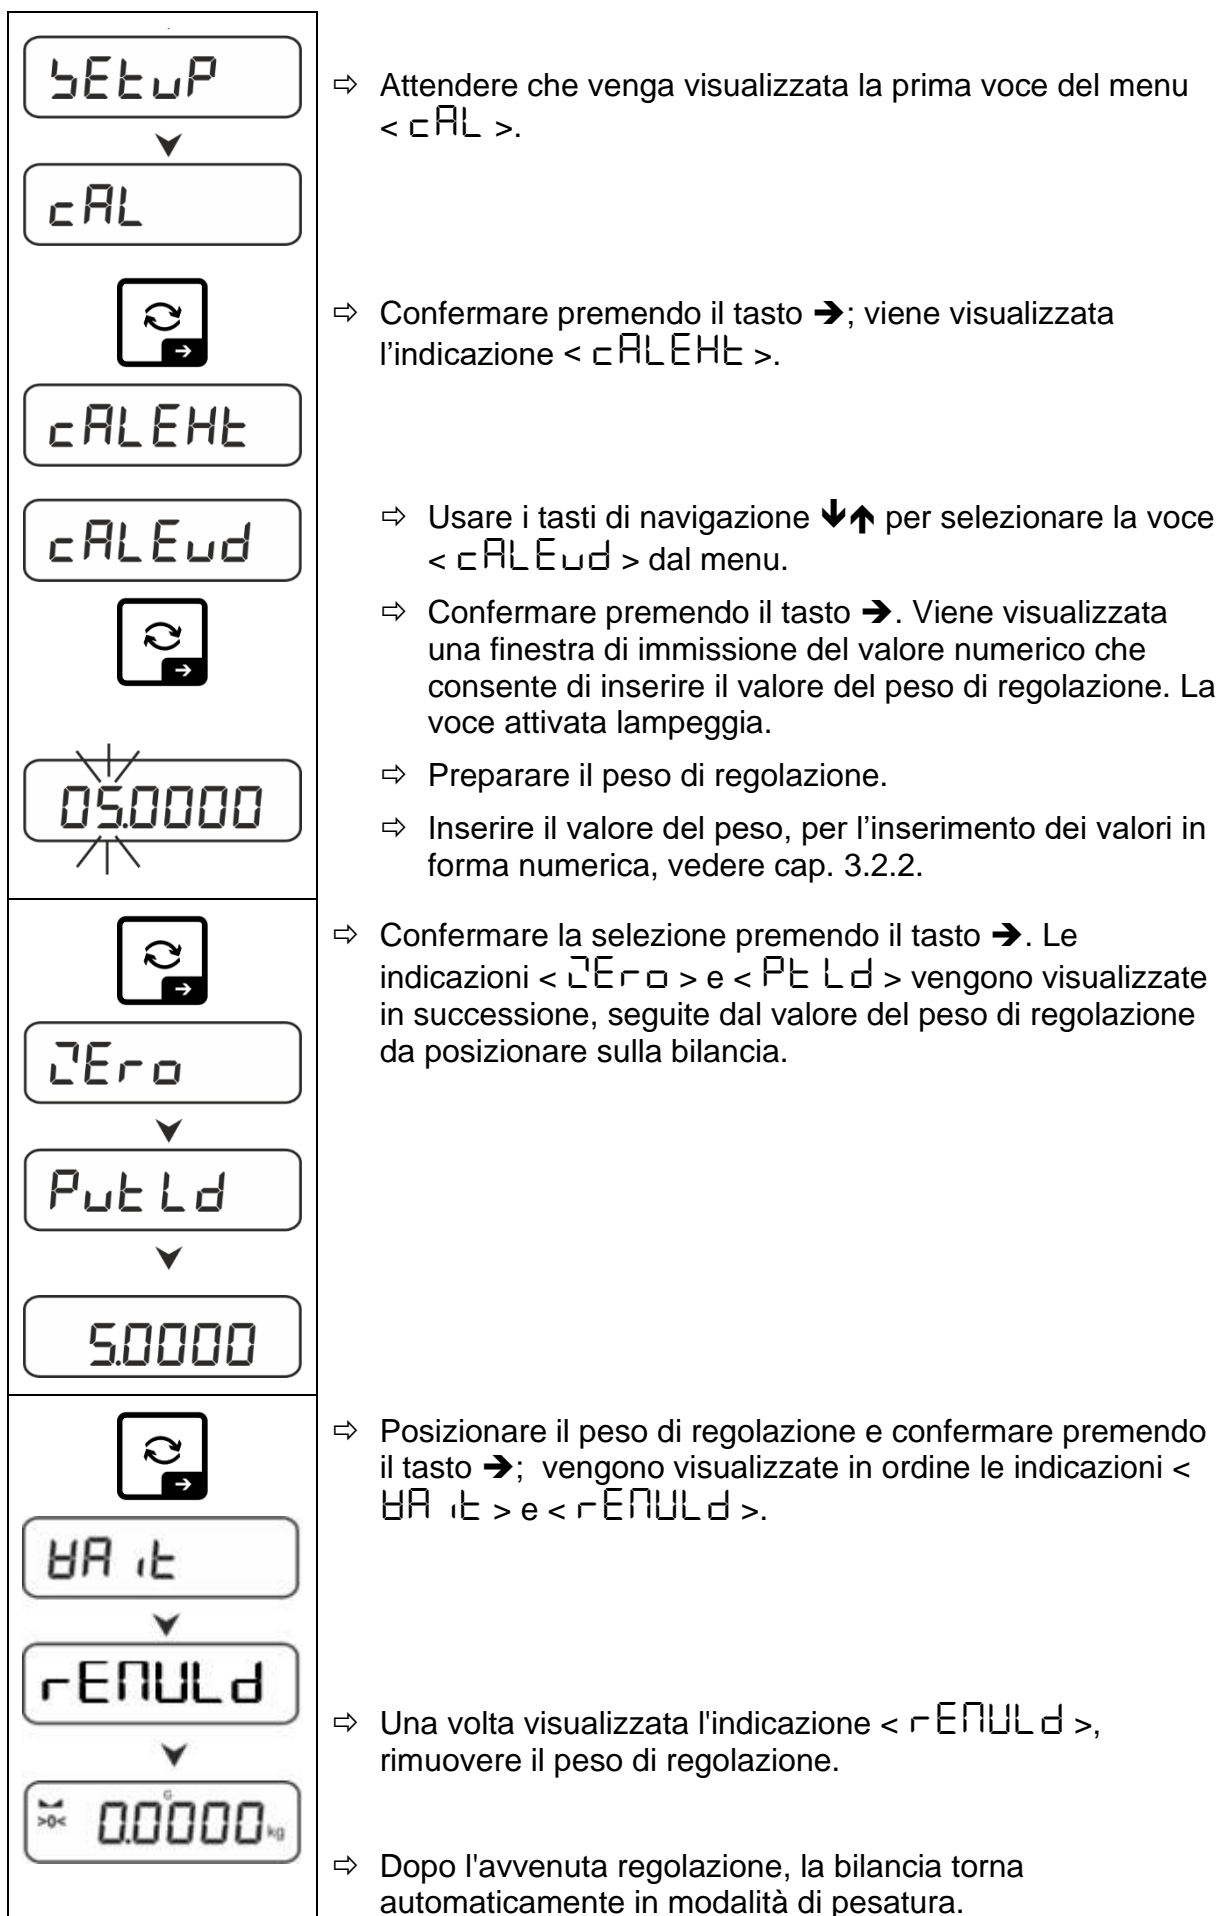 SEtuP
⇨ Attendere che venga visualizzata la prima voce del menu
< cAL >.
cAL
⇨ Confermare premendo il tasto ➔; viene visualizzata
l’indicazione < cALEHt >.
cALEHt
cALEud
⇨ Usare i tasti di navigazione 🡻🡹 per selezionare la voce
< cALEud > dal menu.
⇨ Confermare premendo il tasto ➔. Viene visualizzata
una finestra di immissione del valore numerico che
consente di inserire il valore del peso di regolazione. La
voce attivata lampeggia.
05.0000
⇨ Preparare il peso di regolazione.
⇨ Inserire il valore del peso, per l’inserimento dei valori in
forma numerica, vedere cap. 3.2.2.
⇨ Confermare la selezione premendo il tasto ➔. Le
indicazioni < ZEro > e < Pt Ld > vengono visualizzate
in successione, seguite dal valore del peso di regolazione
da posizionare sulla bilancia.
ZEro
Put Ld
5.0000
⇨ Posizionare il peso di regolazione e confermare premendo
il tasto ➔; vengono visualizzate in ordine le indicazioni <
WAit > e < rEMULd >.
WAit
rEMULd
⇨ Una volta visualizzata l'indicazione < rEMULd >,
rimuovere il peso di regolazione.
>0< G 0.0000 kg
⇨ Dopo l'avvenuta regolazione, la bilancia torna
automaticamente in modalità di pesatura.